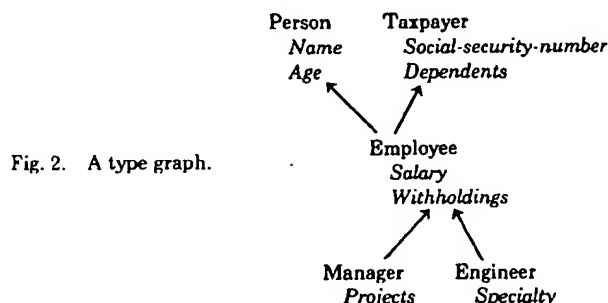 Person Taxpayer
Name Social-security-number
Age Dependents
Fig. 2. A type graph.
Employee
Salary
Withholdings
Manager Engineer
Projects Specialty